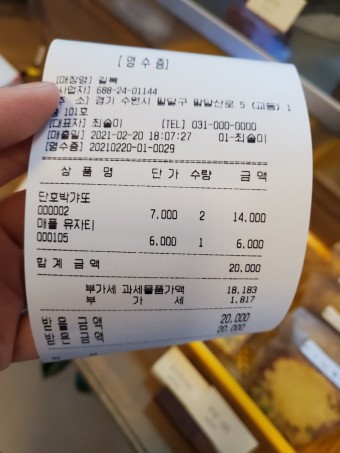 [영수증]
[매장명] 킬복
사업자] 688-24-01144
주 소] 경기 수원시 팔달구 팔달산로 5 (교동) 1
층 101호
[대표자] 최술미 [TEL] 031-000-0000
[매출일] 2021-02-20 18:07:27 01-최술미
[영수증] 20210220-01-0029
상 품 명 단 가 수량 금 액
단호박갸또
000002 7,000 2 14,000
매플 뮤자티
000105 6,000 1 6,000
합 계 금 액 20,000
부가세 과세물품가액 18,183
부 가 세 1,817
받 을 금 액 20,000
받 은 금 액 20,000